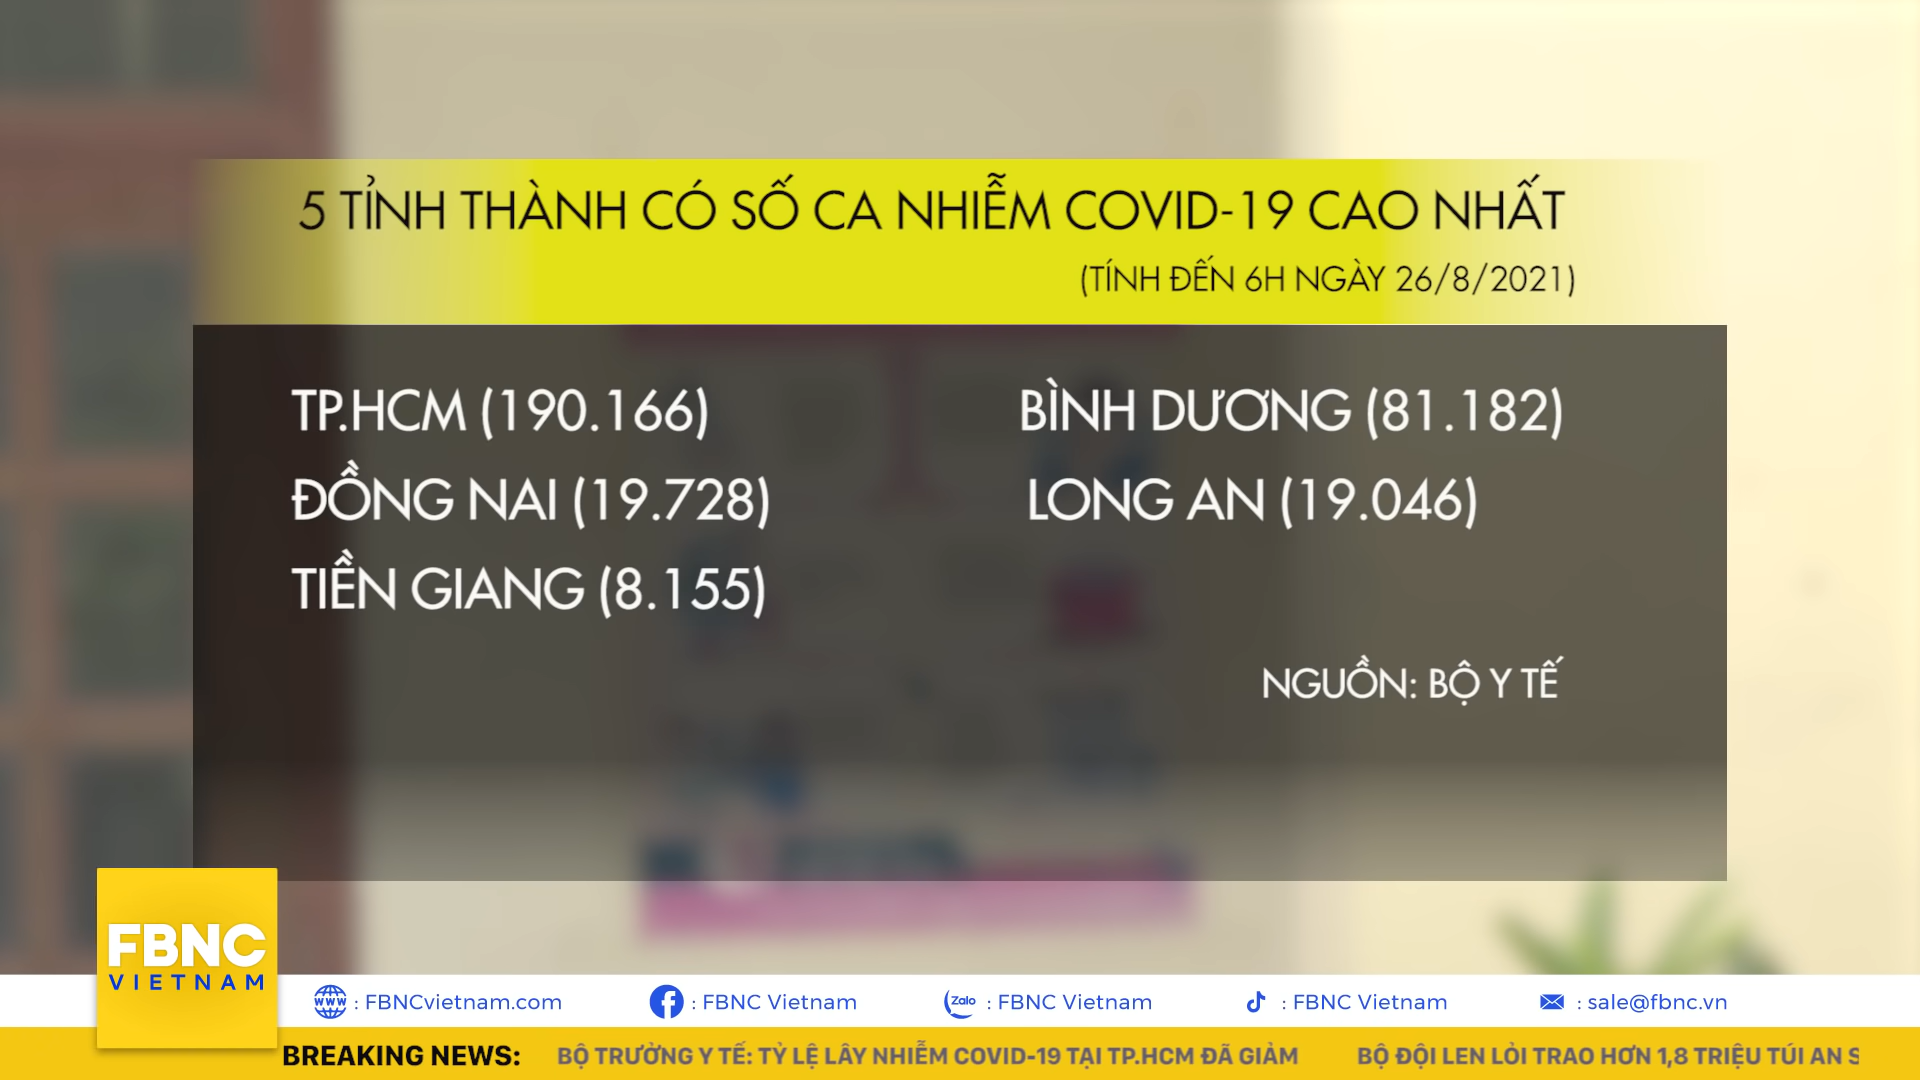 5 TỈNH THÀNH CÓ SỐ CA NHIỄM COVID-19 CAO NHẤT
(TÍNH ĐẾN 6H NGÀY 26/8/2021)
TP.HCM (190.166)
BÌNH DƯƠNG (81.182)
ĐỒNG NAI (19.728)
LONG AN (19.046)
TIỀN GIANG (8.155)
NGUỒN: BỘ Y TẾ
FBNC
VIETNAM
www : FBNCvietnam.com
: FBNC Vietnam
Zalo : FBNC Vietnam
: FBNC Vietnam
: sale@fbnc.vn
BREAKING NEWS: BỘ TRƯỞNG Y TẾ: TỶ LỆ LÂY NHIỄM COVID-19 TẠI TP.HCM ĐÃ GIẢM BỘ ĐỘI LEN LỎI TRAO HƠN 1,8 TRIỆU TÚI AN S